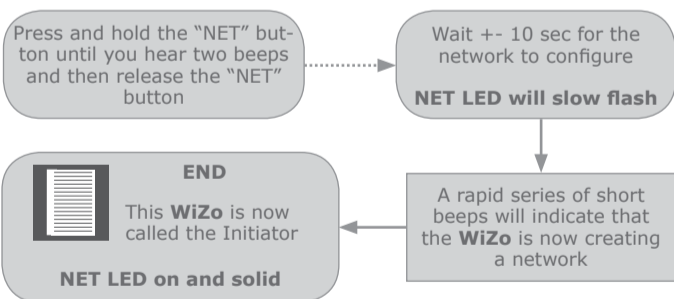 Press and hold the “NET” but-
ton until you hear two beeps
and then release the “NET”
button
Wait +- 10 sec for the
network to configure
NET LED will slow flash
A rapid series of short
beeps will indicate that
the WiZo is now creating
a network
END
This WiZo is now
called the Initiator
NET LED on and solid